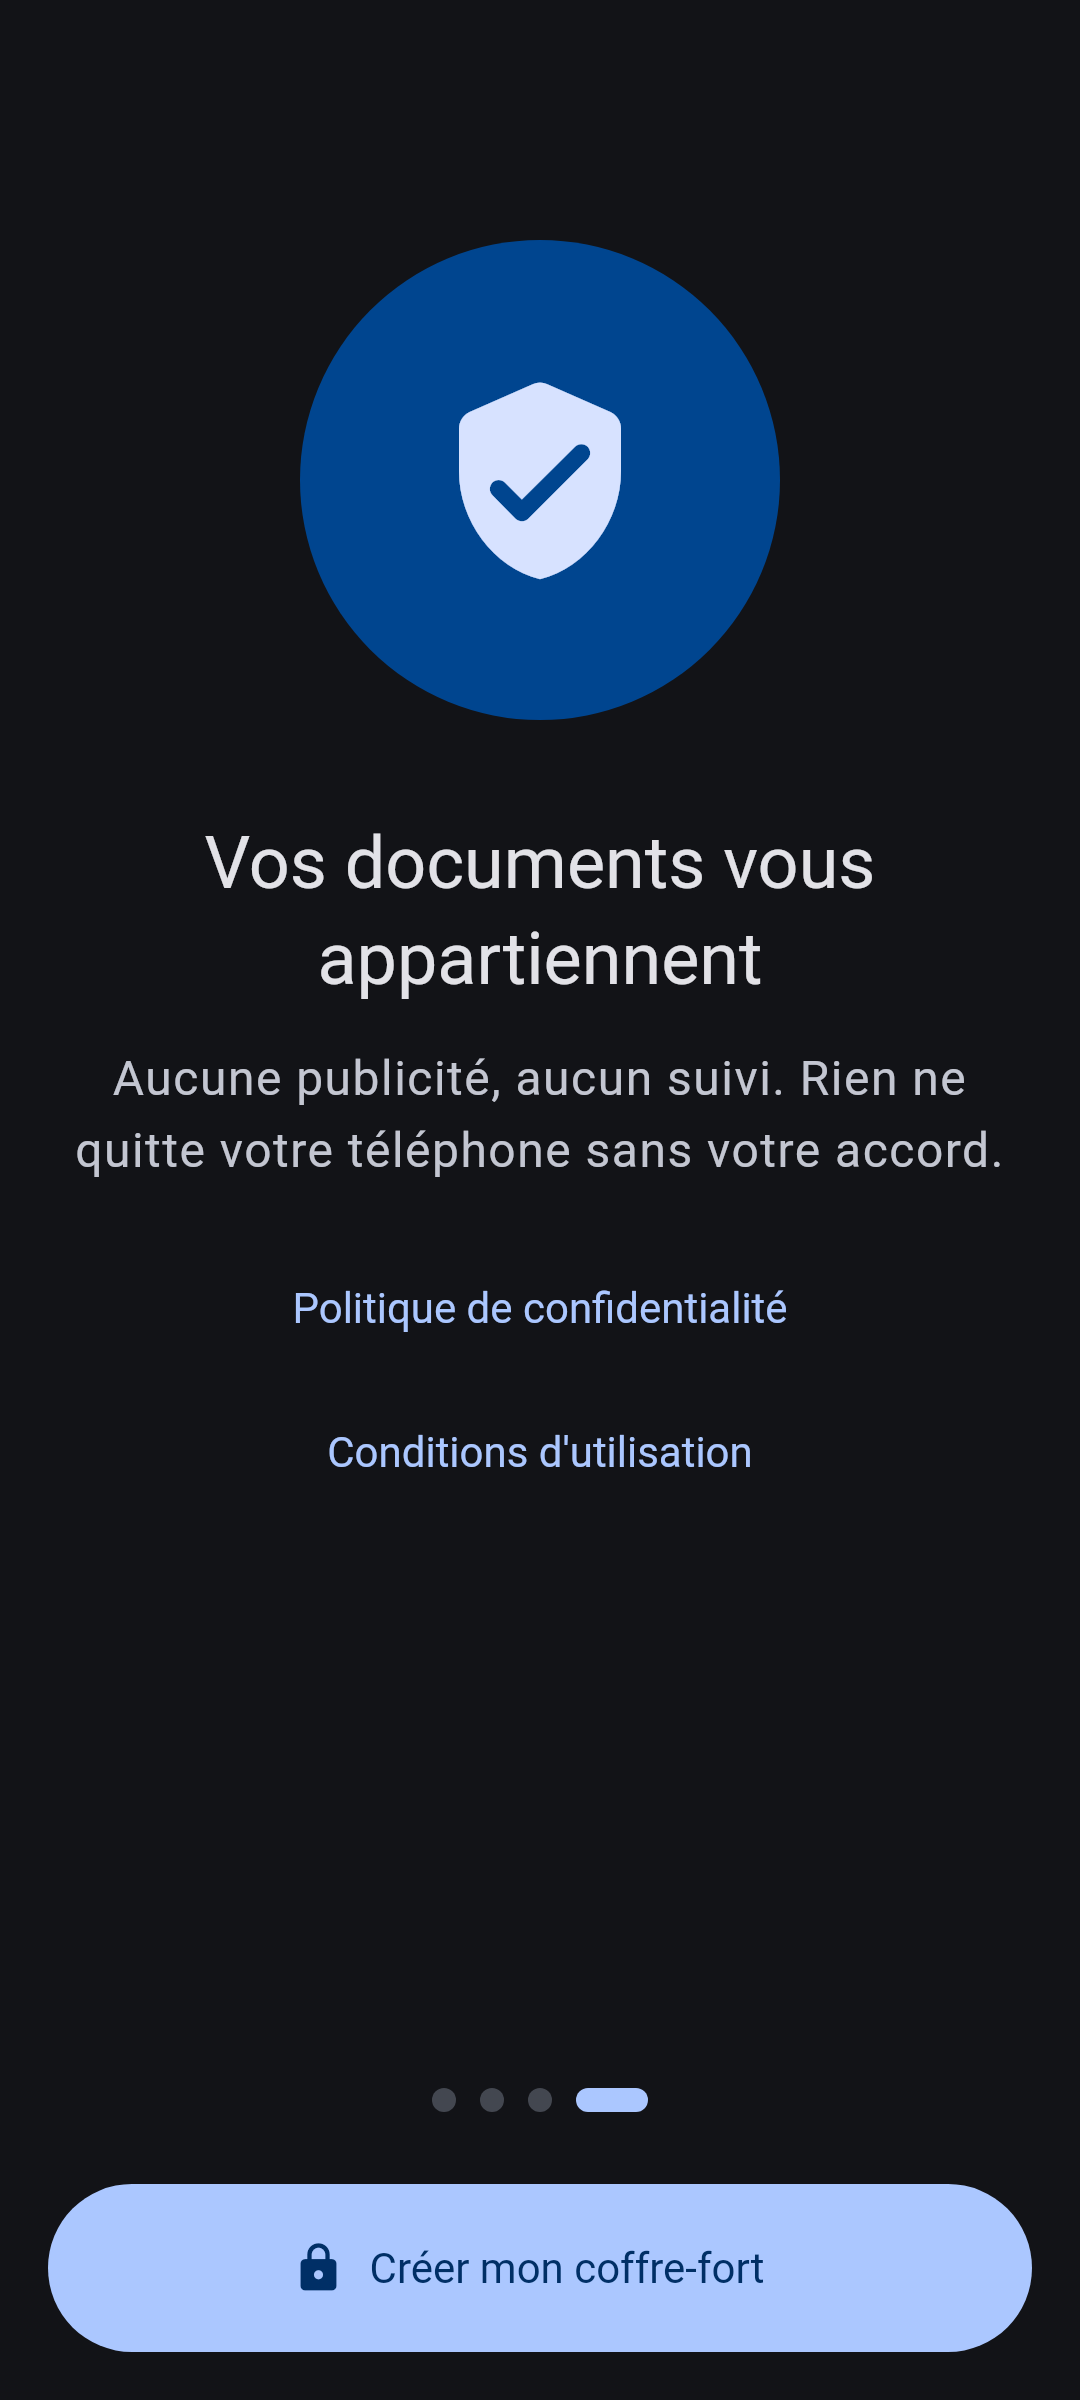 Vos documents vous
appartiennent
Aucune publicité, aucun suivi. Rien ne
quitte votre téléphone sans votre accord.
Politique de confidentialité
Conditions d'utilisation
Créer mon coffre-fort